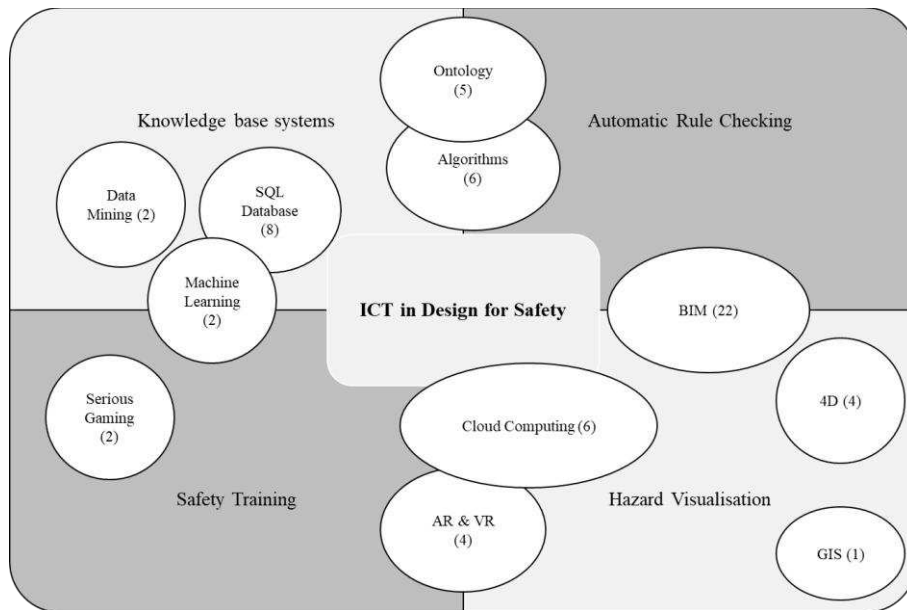 Ontology
(5)
Knowledge base systems
Automatic Rule Checking
Algorithms
(6)
Data
Mining (2)
SQL
Database
(8)
Machine
Learning
(2)
ICT in Design for Safety
BIM (22)
Serious
Gaming
(2)
4D (4)
Cloud Computing (6)
Safety Training
Hazard Visualisation
AR & VR
(4)
GIS (1)